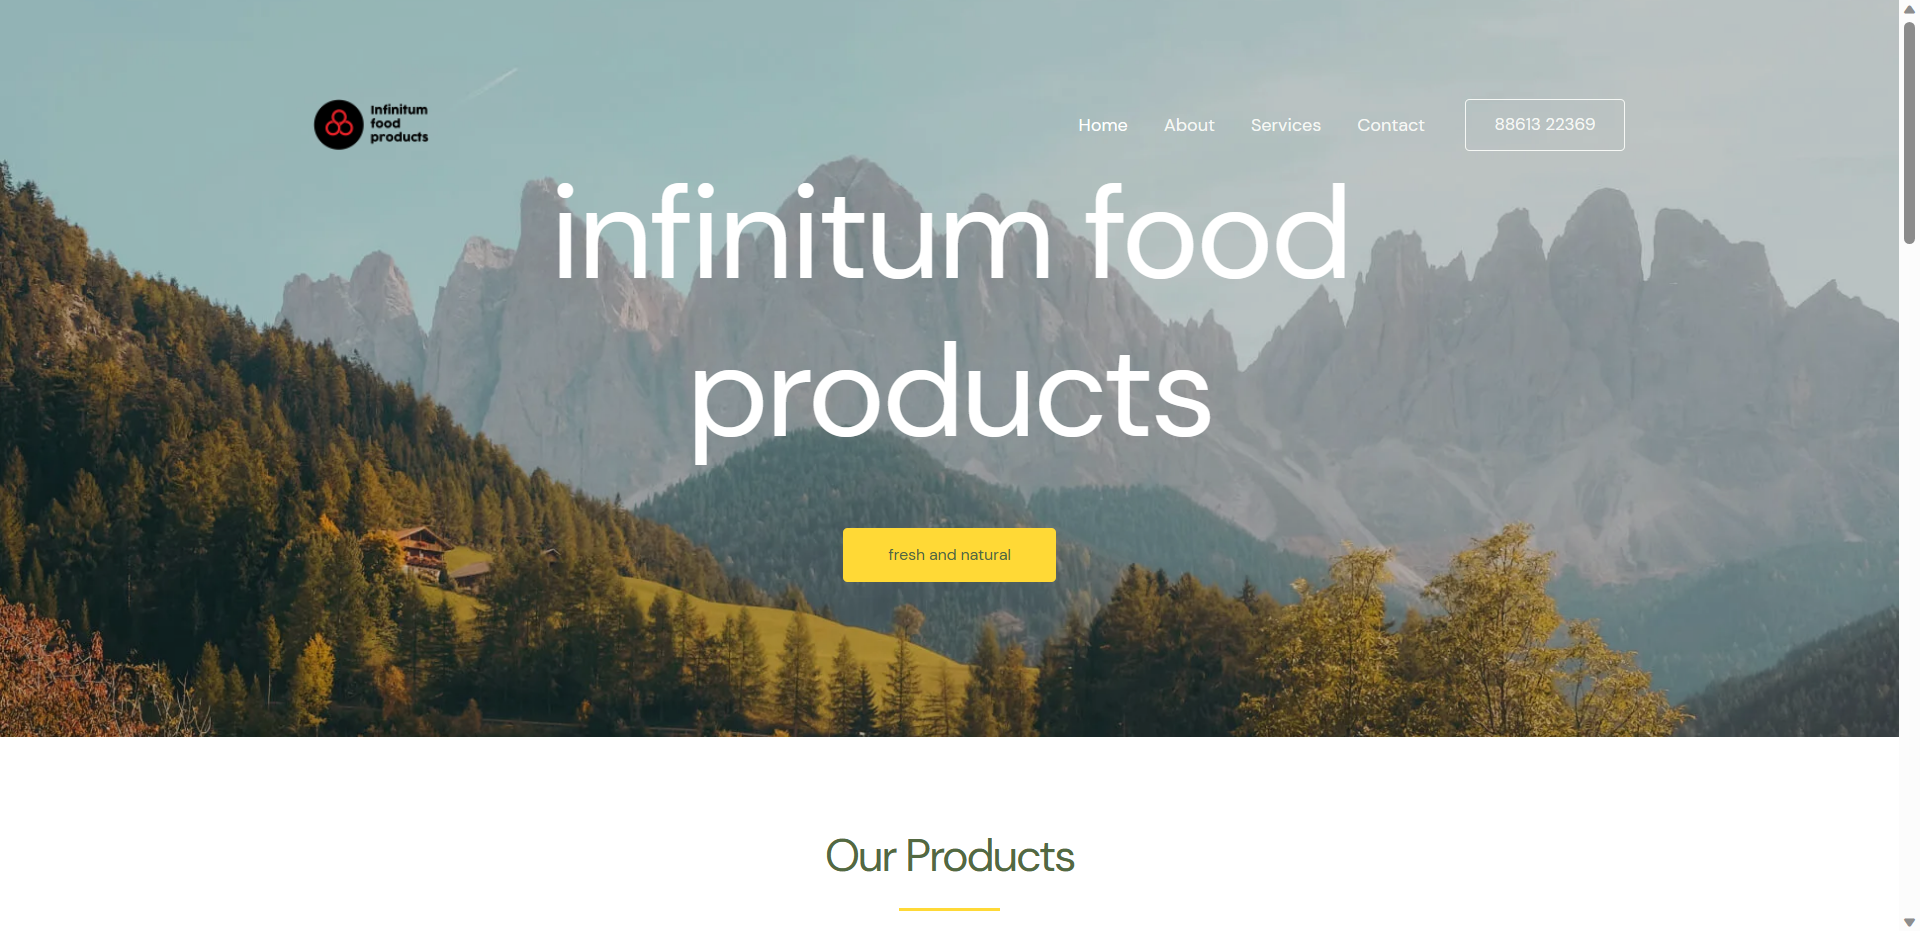 Infinitum
food
products
Home About Services Contact 88613 22369
infinitum food
products
fresh and natural
Our Products